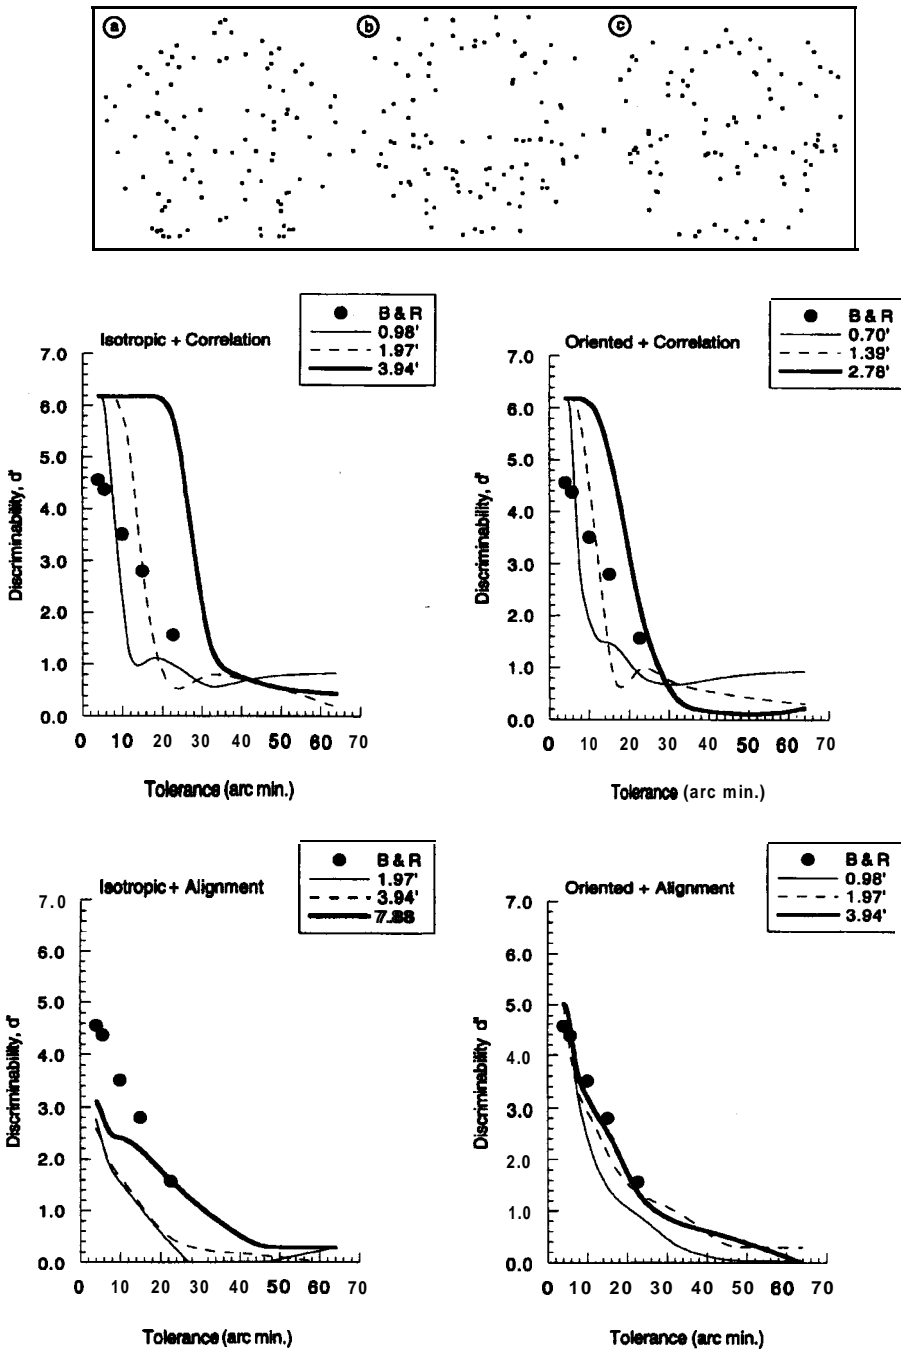 a b c
Isotropic + Correlation
B & R
0.98'
1.97'
3.94'
7.0
6.0
5.0
4.0
3.0
2.0
1.0
0.0
Discriminability, d'
0 10 20 30 40 50 60 70
Tolerance (arc min.)
Oriented + Correlation
B & R
0.70'
1.39'
2.78'
7.0
6.0
5.0
4.0
3.0
2.0
1.0
0.0
Discriminability, d'
0 10 20 30 40 50 60 70
Tolerance (arc min.)
Isotropic + Alignment
B & R
1.97'
3.94'
7.88
7.0
6.0
5.0
4.0
3.0
2.0
1.0
0.0
Discriminability, d'
0 10 20 30 40 50 60 70
Tolerance (arc min.)
Oriented + Alignment
B & R
0.98'
1.97'
3.94'
7.0
6.0
5.0
4.0
3.0
2.0
1.0
0.0
Discriminability d'
0 10 20 30 40 50 60 70
Tolerance (arc min.)